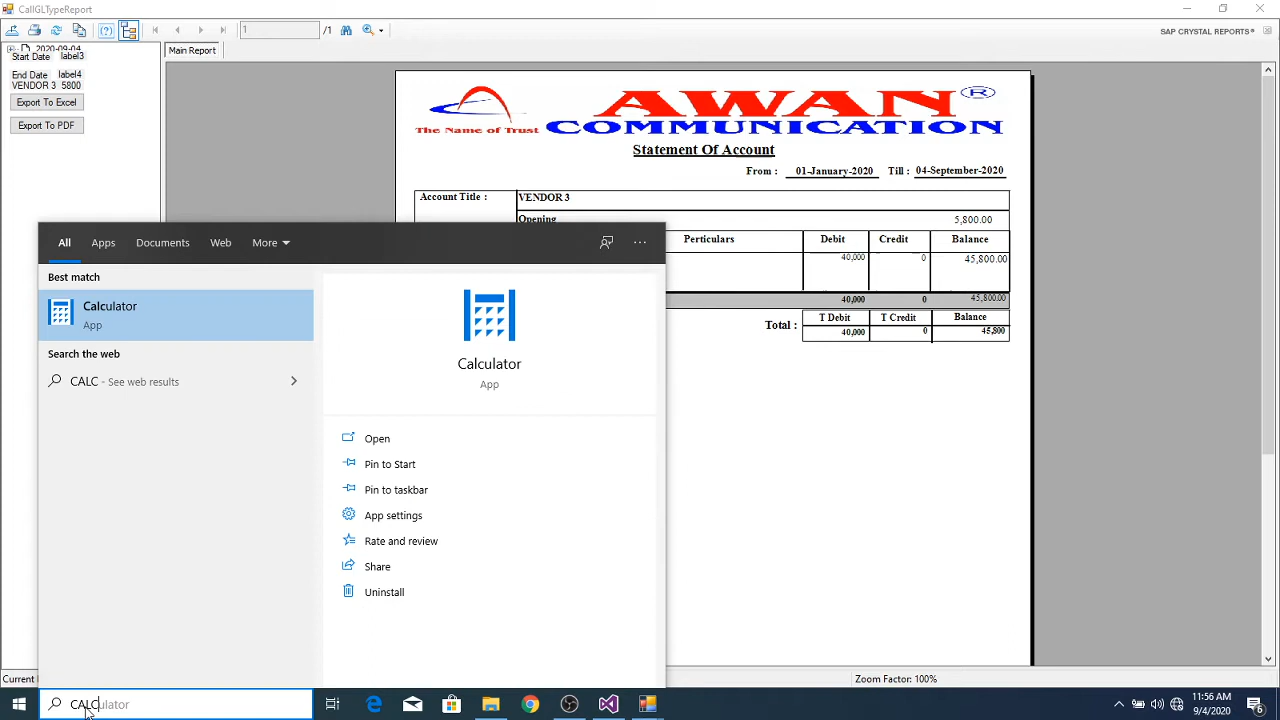 CallGLTypeReport
1 /1
SAP CRYSTAL REPORTS®
Start Date label3
End Date label4
VENDOR 3 5800
Export To Excel
Export To PDF
Main Report
AWAN®
The Name of Trust COMMUNICATION
Statement Of Account
From : 01-January-2020 Till : 04-September-2020
Account Title : VENDOR 3
Opening 5,800.00
Perticulars Debit Credit Balance
40,000 0 45,800.00
40,000 0 45,800.00
Total : T Debit T Credit Balance
40,000 0 45,800
All Apps Documents Web More
Best match
Calculator
App
Search the web
CALC - See web results
Calculator
App
Open
Pin to Start
Pin to taskbar
App settings
Rate and review
Share
Uninstall
Zoom Factor: 100%
CALCulator
11:56 AM
9/4/2020